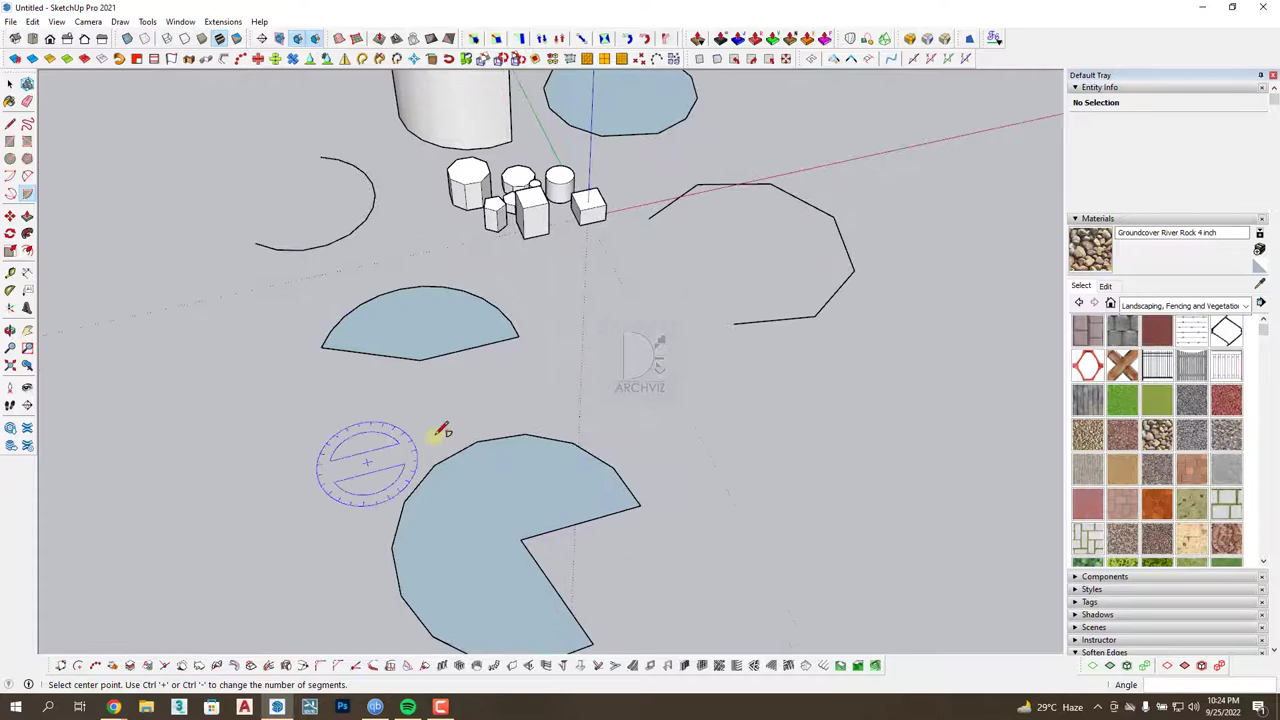 Untitled - SketchUp Pro 2021
File Edit View Camera Draw Tools Window Extensions Help
Default Tray
Entity Info
No Selection
Materials
Groundcover River Rock 4 inch
Select Edit
Landscaping, Fencing and Vegetation
ARCHVIZ
Components
Styles
Tags
Shadows
Scenes
Instructor
Soften Edges
Select center point. Use Ctrl '+' or Ctrl '-' to change the number of segments.
Angle
29°C Haze
10:24 PM
9/25/2022